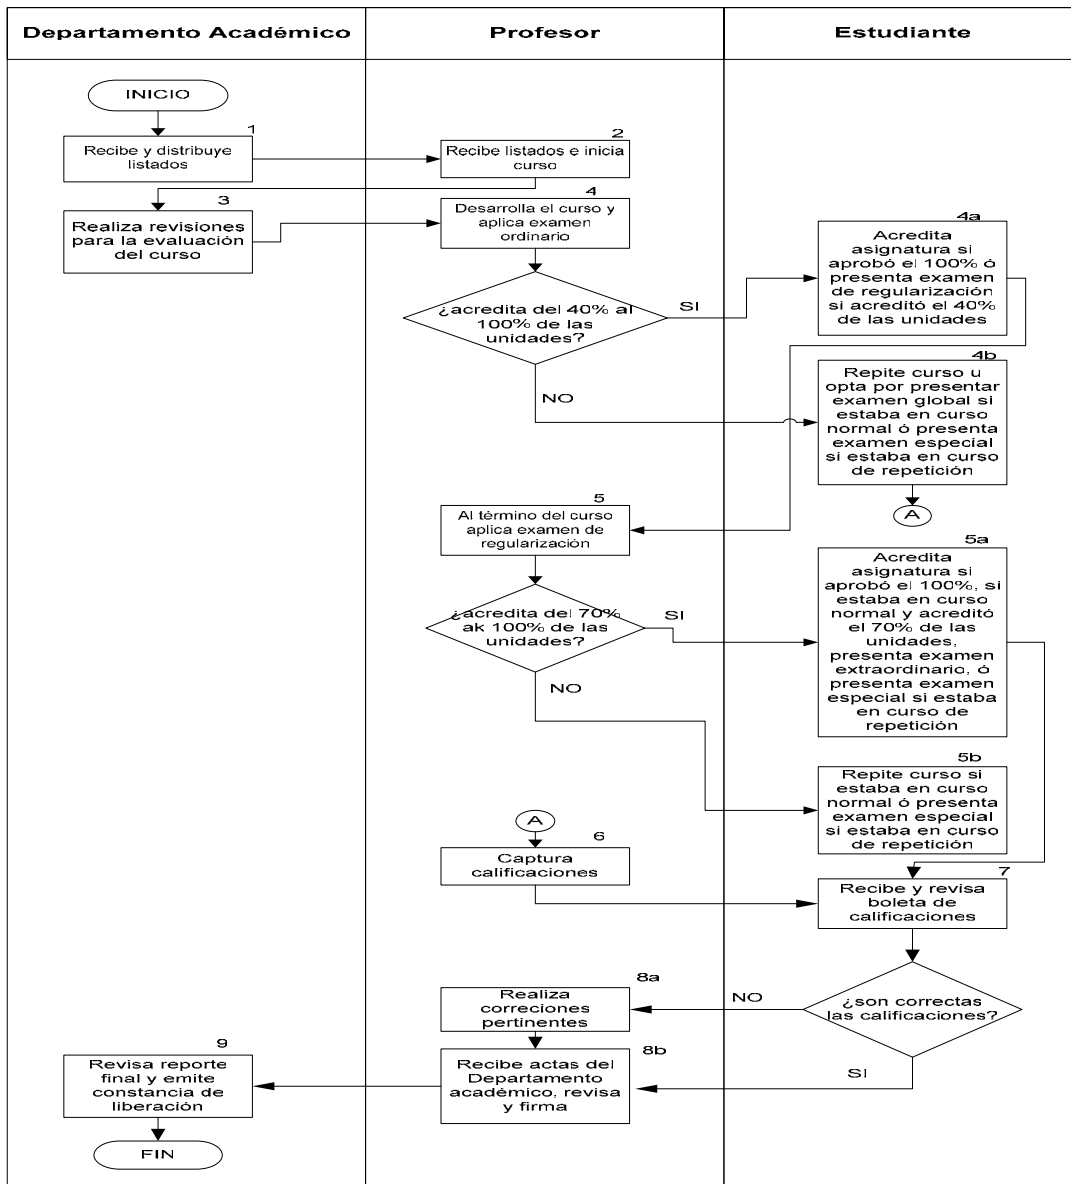 Departamento Académico
Profesor
Estudiante
INICIO
1
Recibe y distribuye
listados
2
Recibe listados e inicia
curso
3
Realiza revisiones
para la evaluación
del curso
4
Desarrolla el curso y
aplica examen
ordinario
4a
Acredita
asignatura si
aprobó el 100% ó
presenta examen
de regularización
si acreditó el 40%
de las unidades
¿acredita del 40% al
100% de las
unidades?
SI
NO
4b
Repite curso u
opta por presentar
examen global si
estaba en curso
normal ó presenta
examen especial
si estaba en curso
de repetición
A
5
Al término del curso
aplica examen de
regularización
5a
Acredita
asignatura si
aprobó el 100%, si
estaba en curso
normal y acreditó
el 70% de las
unidades,
presenta examen
extraordinario, ó
presenta examen
especial si estaba
en curso de
repetición
¿acredita del 70%
ak 100% de las
unidades?
SI
NO
5b
Repite curso si
estaba en curso
normal ó presenta
examen especial
si estaba en curso
de repetición
A
6
Captura
calificaciones
7
Recibe y revisa
boleta de
calificaciones
¿son correctas
las calificaciones?
NO
SI
8a
Realiza
correciones
pertinentes
8b
Recibe actas del
Departamento
académico, revisa
y firma
9
Revisa reporte
final y emite
constancia de
liberación
FIN